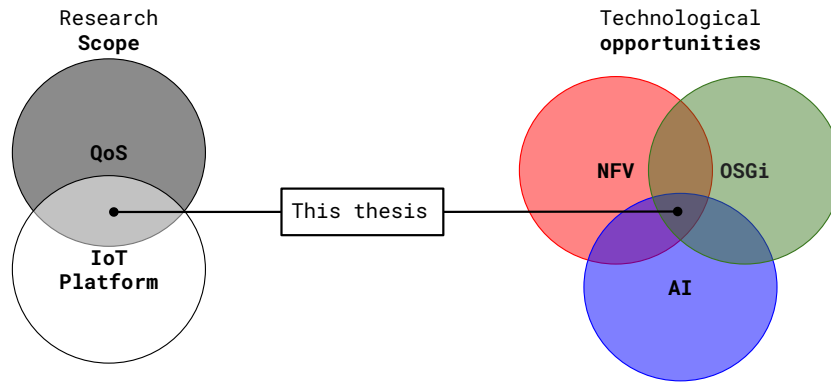 Research
Scope
QoS
IoT
Platform
This thesis
Technological
opportunities
NFV
OSGi
AI